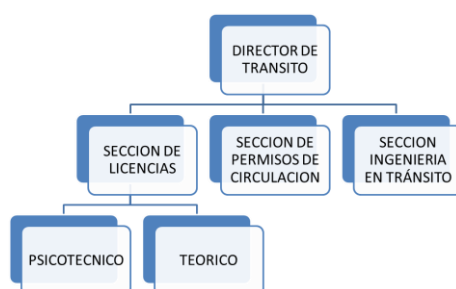 DIRECTOR DE
TRANSITO
SECCION DE
LICENCIAS
SECCION DE
PERMISOS DE
CIRCULACION
SECCION
INGENIERIA
EN TRÁNSITO
PSICOTECNICO
TEORICO